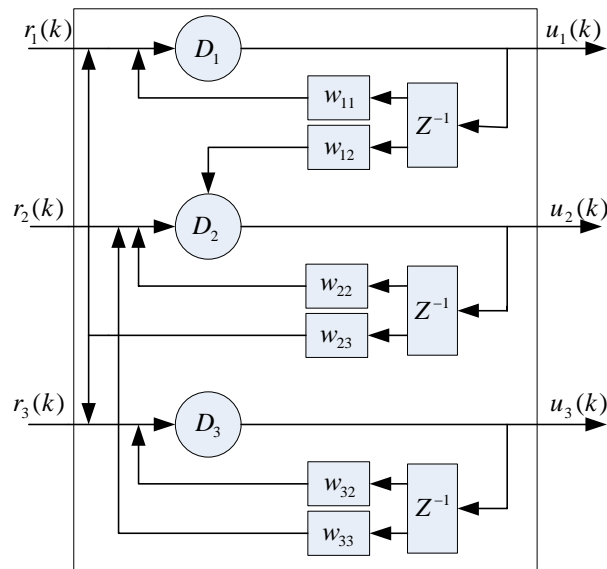 r₁(k) D₁ u₁(k)
w₁₁
Z⁻¹
w₁₂
r₂(k) D₂ u₂(k)
w₂₂
Z⁻¹
w₂₃
r₃(k) D₃ u₃(k)
w₃₂
Z⁻¹
w₃₃